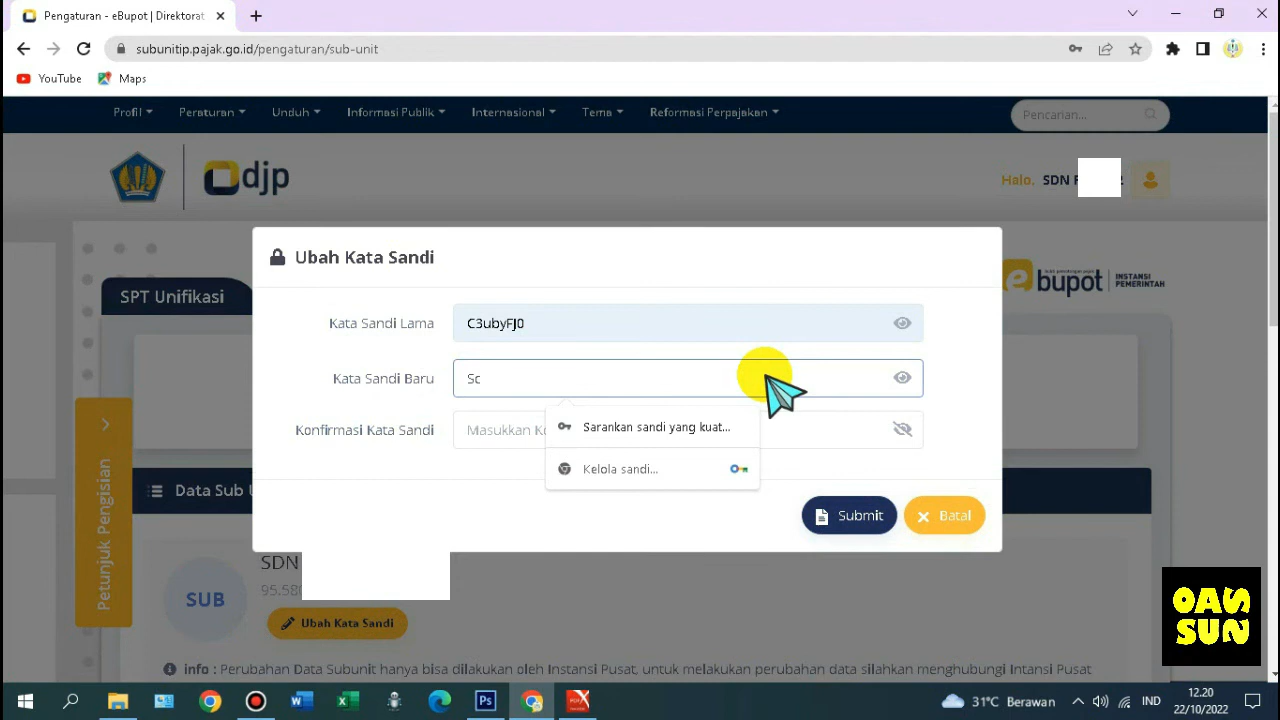 Pengaturan - eBupot | Direktorat
subunitip.pajak.go.id/pengaturan/sub-unit
YouTube Maps
Profil Peraturan Unduh Informasi Publik Internasional Tema Reformasi Perpajakan Pencarian...
djp
Halo. SDN
Ubah Kata Sandi
SPT Unifikasi
ebupot INSTANSI
PEMERINTAH
Kata Sandi Lama C3ubyFJ0
Kata Sandi Baru Sc
Konfirmasi Kata Sandi Masukkan
Sarankan sandi yang kuat...
Kelola sandi...
Petunjuk Pengisian
Data Sub
Submit Batal
SDN
SUB
Ubah Kata Sandi
info : Perubahan Data Subunit hanya bisa dilakukan oleh Instansi Pusat, untuk melakukan perubahan data silahkan menghubungi Intansi Pusat
OAS
SUN
31°C Berawan IND 12.20
22/10/2022